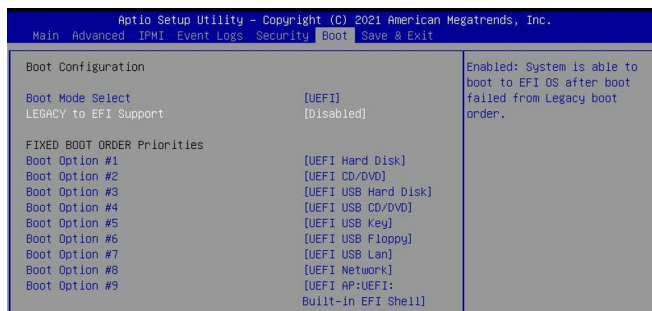 Aptio Setup Utility – Copyright (C) 2021 American Megatrends, Inc.
Main Advanced IPMI Event Logs Security Boot Save & Exit
Boot Configuration
Boot Mode Select [UEFI]
LEGACY to EFI Support [Disabled]
FIXED BOOT ORDER Priorities
Boot Option #1 [UEFI Hard Disk]
Boot Option #2 [UEFI CD/DVD]
Boot Option #3 [UEFI USB Hard Disk]
Boot Option #4 [UEFI USB CD/DVD]
Boot Option #5 [UEFI USB Key]
Boot Option #6 [UEFI USB Floppy]
Boot Option #7 [UEFI USB Lan]
Boot Option #8 [UEFI Network]
Boot Option #9 [UEFI AP:UEFI:
Built-in EFI Shell]
Enabled: System is able to
boot to EFI OS after boot
failed from Legacy boot
order.